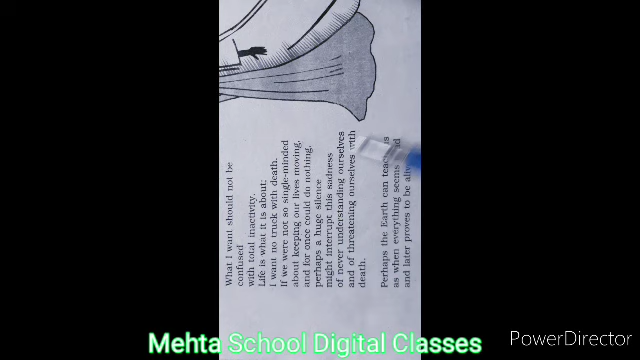 What I want should not be
confused
with total inactivity.
Life is what it is about;
I want no truck with death.
If we were not so single-minded
about keeping our lives moving,
and for once could do nothing,
perhaps a huge silence
might interrupt this sadness
of never understanding ourselves
and of threatening ourselves with
death.
Perhaps the Earth can teach us
as when everything seems
and later proves to be alive
Mehta School Digital Classes
PowerDirector